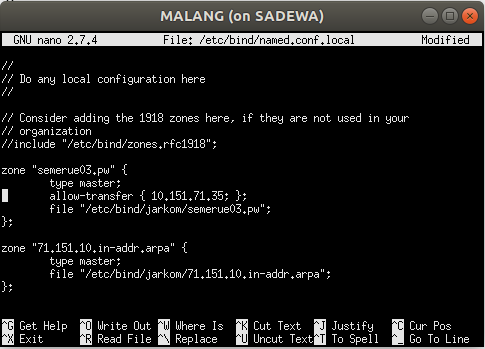 MALANG (on SADEWA)
GNU nano 2.7.4 File: /etc/bind/named.conf.local Modified
//
// Do any local configuration here
//
// Consider adding the 1918 zones here, if they are not used in your
// organization
//include "/etc/bind/zones.rfc1918";
zone "semerue03.pw" {
type master;
allow-transfer { 10.151.71.35; };
file "/etc/bind/jarkom/semerue03.pw";
};
zone "71.151.10.in-addr.arpa" {
type master;
file "/etc/bind/jarkom/71.151.10.in-addr.arpa";
};
^G Get Help ^O Write Out ^W Where Is ^K Cut Text ^J Justify ^C Cur Pos
^X Exit ^R Read File ^\ Replace ^U Uncut Text ^T To Spell ^_ Go To Line